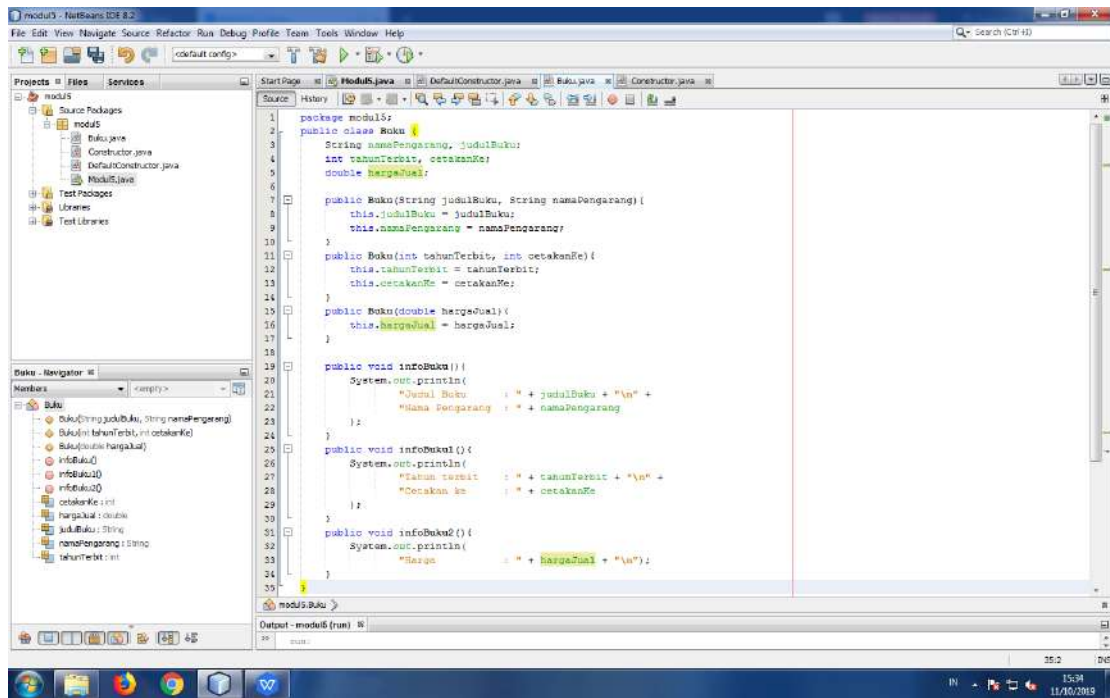 modul5 - NetBeans IDE 8.2
File Edit View Navigate Source Refactor Run Debug Profile Team Tools Window Help
Search (Ctrl+I)
<default config>
Projects Files Services
modul5
Source Packages
modul5
Buku.java
Constructor.java
DefaultConstructor.java
Modul5.java
Test Packages
Libraries
Test Libraries
Start Page Modul5.java DefaultConstructor.java Buku.java Constructor.java
Source History
1 package modul5;
2 public class Buku {
3 String namaPengarang, judulBuku;
4 int tahunTerbit, cetakanKe;
5 double hargaJual;
6
7 public Buku(String judulBuku, String namaPengarang){
8 this.judulBuku = judulBuku;
9 this.namaPengarang = namaPengarang;
10 }
11 public Buku(int tahunTerbit, int cetakanKe){
12 this.tahunTerbit = tahunTerbit;
13 this.cetakanKe = cetakanKe;
14 }
15 public Buku(double hargaJual){
16 this.hargaJual = hargaJual;
17 }
18
19 public void infoBuku(){
20 System.out.println(
21 "Judul Buku : " + judulBuku + "\n" +
22 "Nama Pengarang : " + namaPengarang
23 );
24 }
25 public void infoBuku1(){
26 System.out.println(
27 "Tahun terbit : " + tahunTerbit + "\n" +
28 "Cetakan ke : " + cetakanKe
29 );
30 }
31 public void infoBuku2(){
32 System.out.println(
33 "Harga : " + hargaJual + "\n");
34 }
35 }
Buku - Navigator
Members <empty>
Buku
Buku(String judulBuku, String namaPengarang)
Buku(int tahunTerbit, int cetakanKe)
Buku(double hargaJual)
infoBuku()
infoBuku1()
infoBuku2()
cetakanKe : int
hargaJual : double
judulBuku : String
namaPengarang : String
tahunTerbit : int
modul5.Buku
Output - modul5 (run)
run:
35:2 INS
IN
15:34
11/10/2019